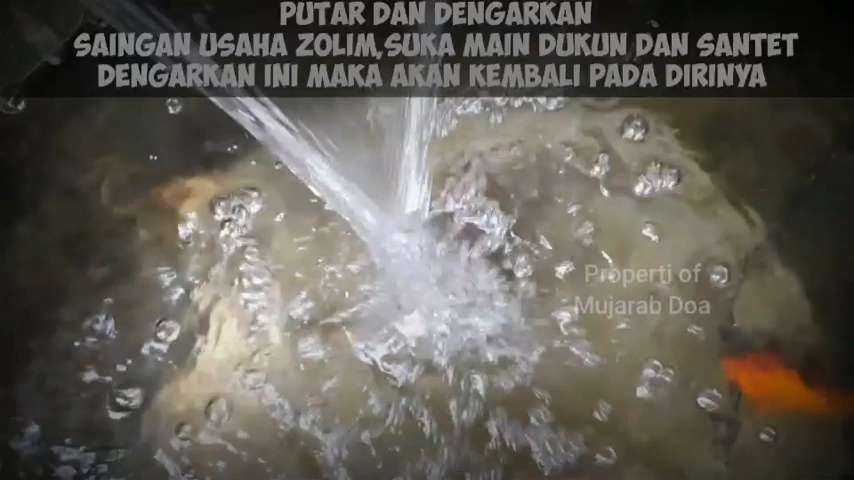 PUTAR DAN DENGARKAN
SAINGAN USAHA ZOLIM,SUKA MAIN DUKUN DAN SANTET
DENGARKAN INI MAKA AKAN KEMBALI PADA DIRINYA
Properti of
Mujarab Doa